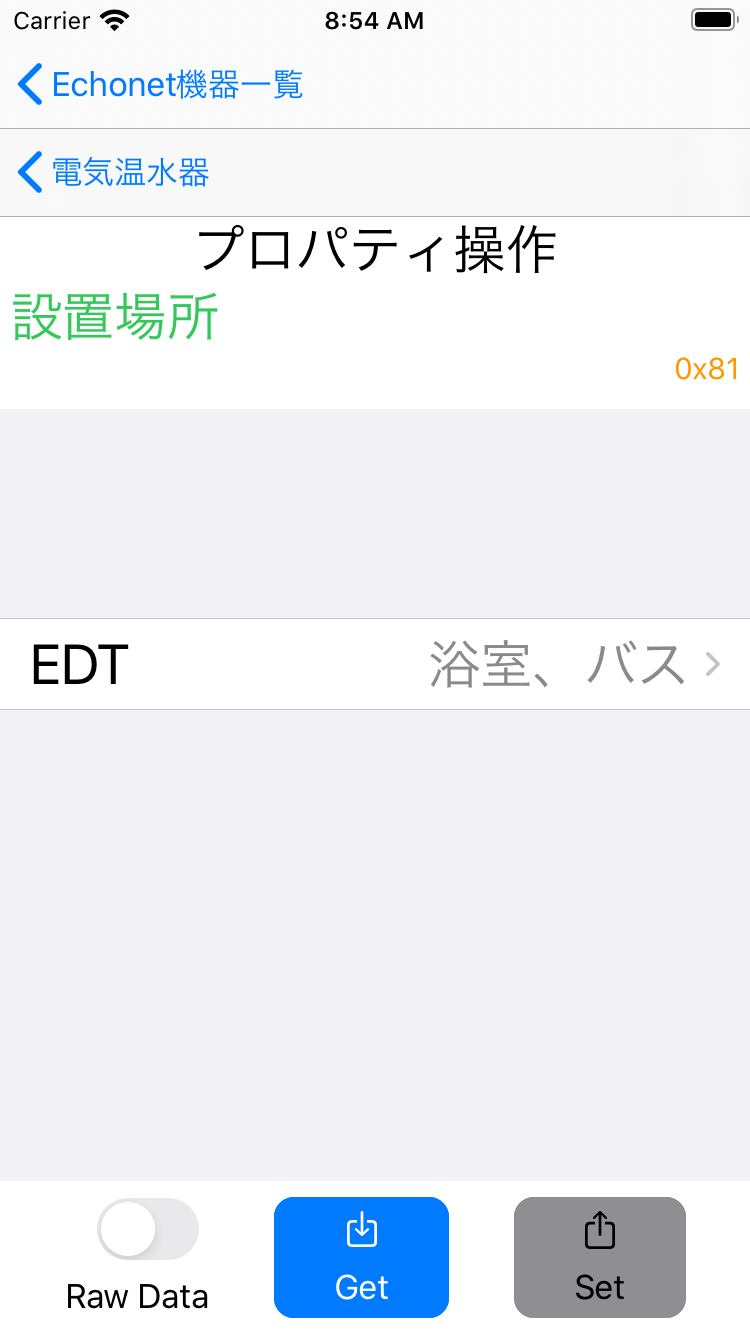 Carrier 8:54 AM
Echonet機器一覧
電気温水器
プロパティ操作
設置場所
0x81
EDT 浴室、バス
Raw Data Get Set